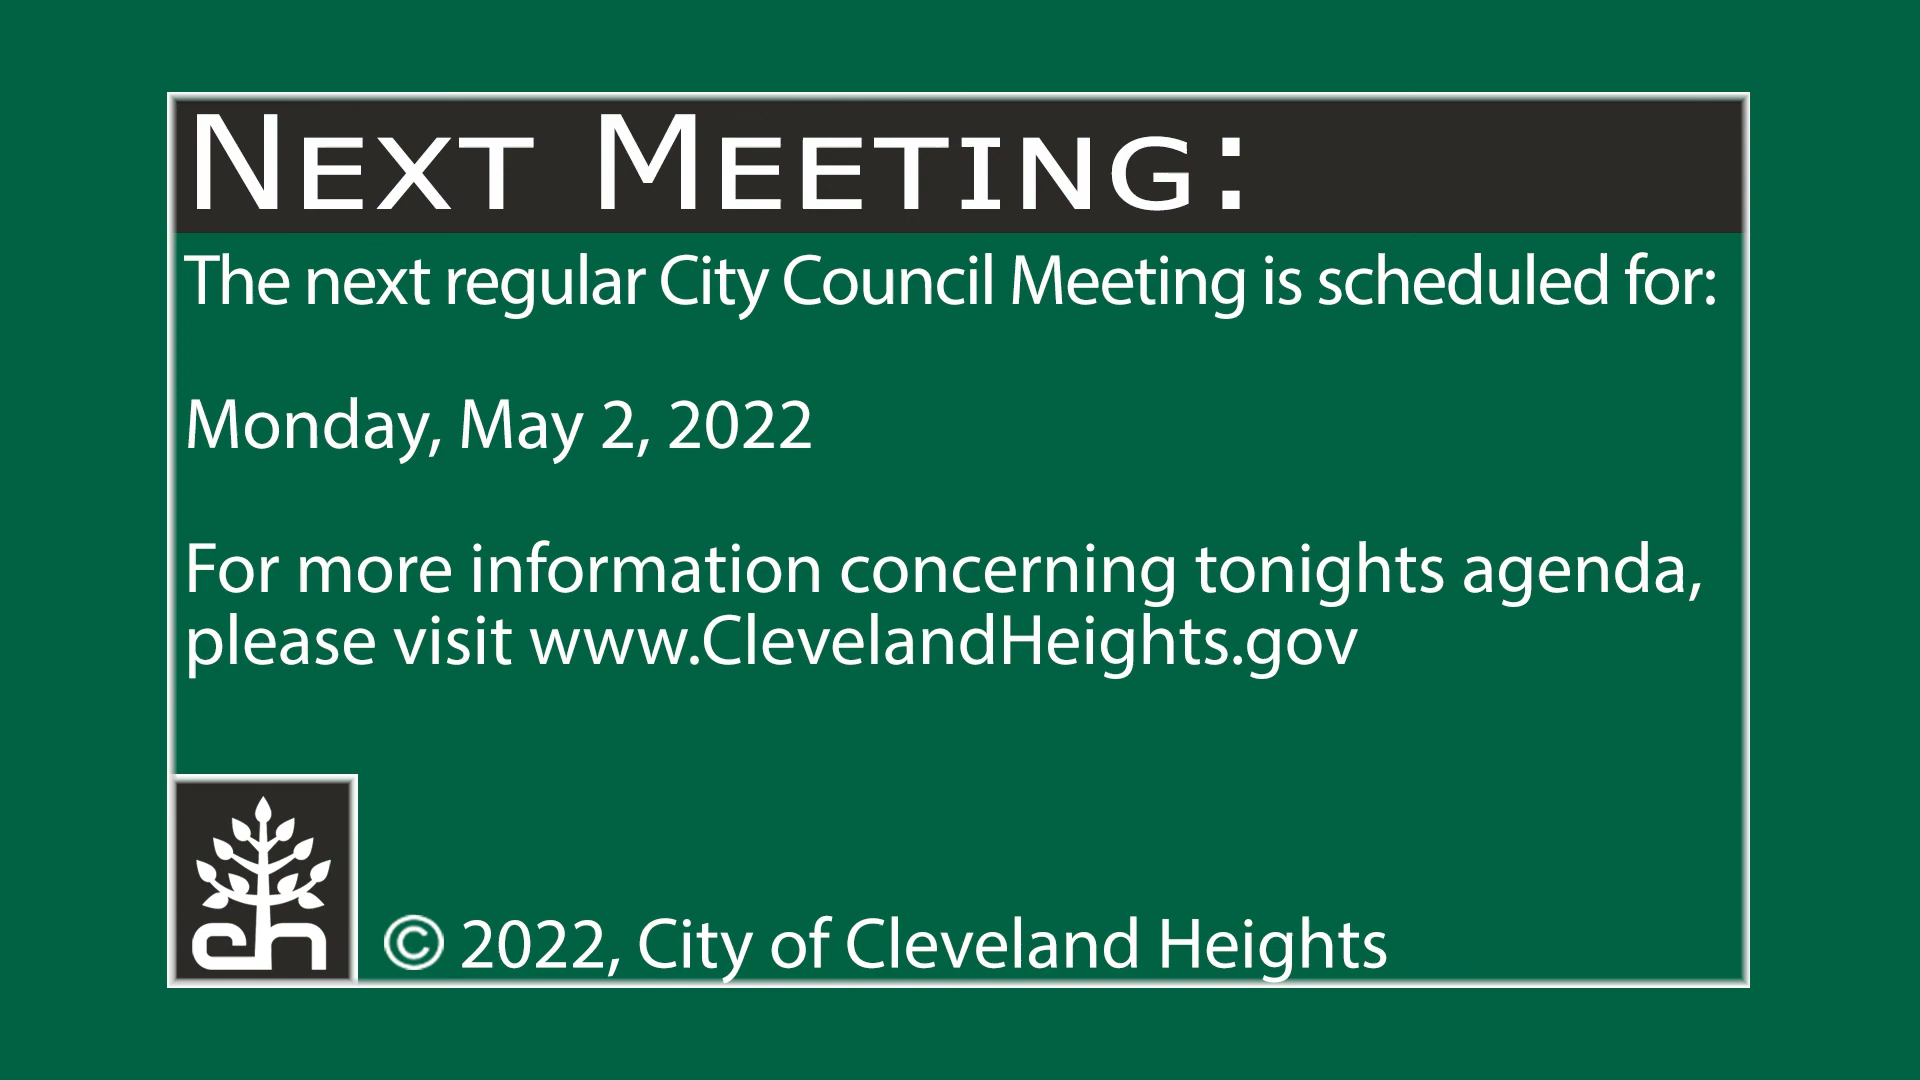 Next Meeting:
The next regular City Council Meeting is scheduled for:
Monday, May 2, 2022
For more information concerning tonights agenda,
please visit www.ClevelandHeights.gov
ch
© 2022, City of Cleveland Heights